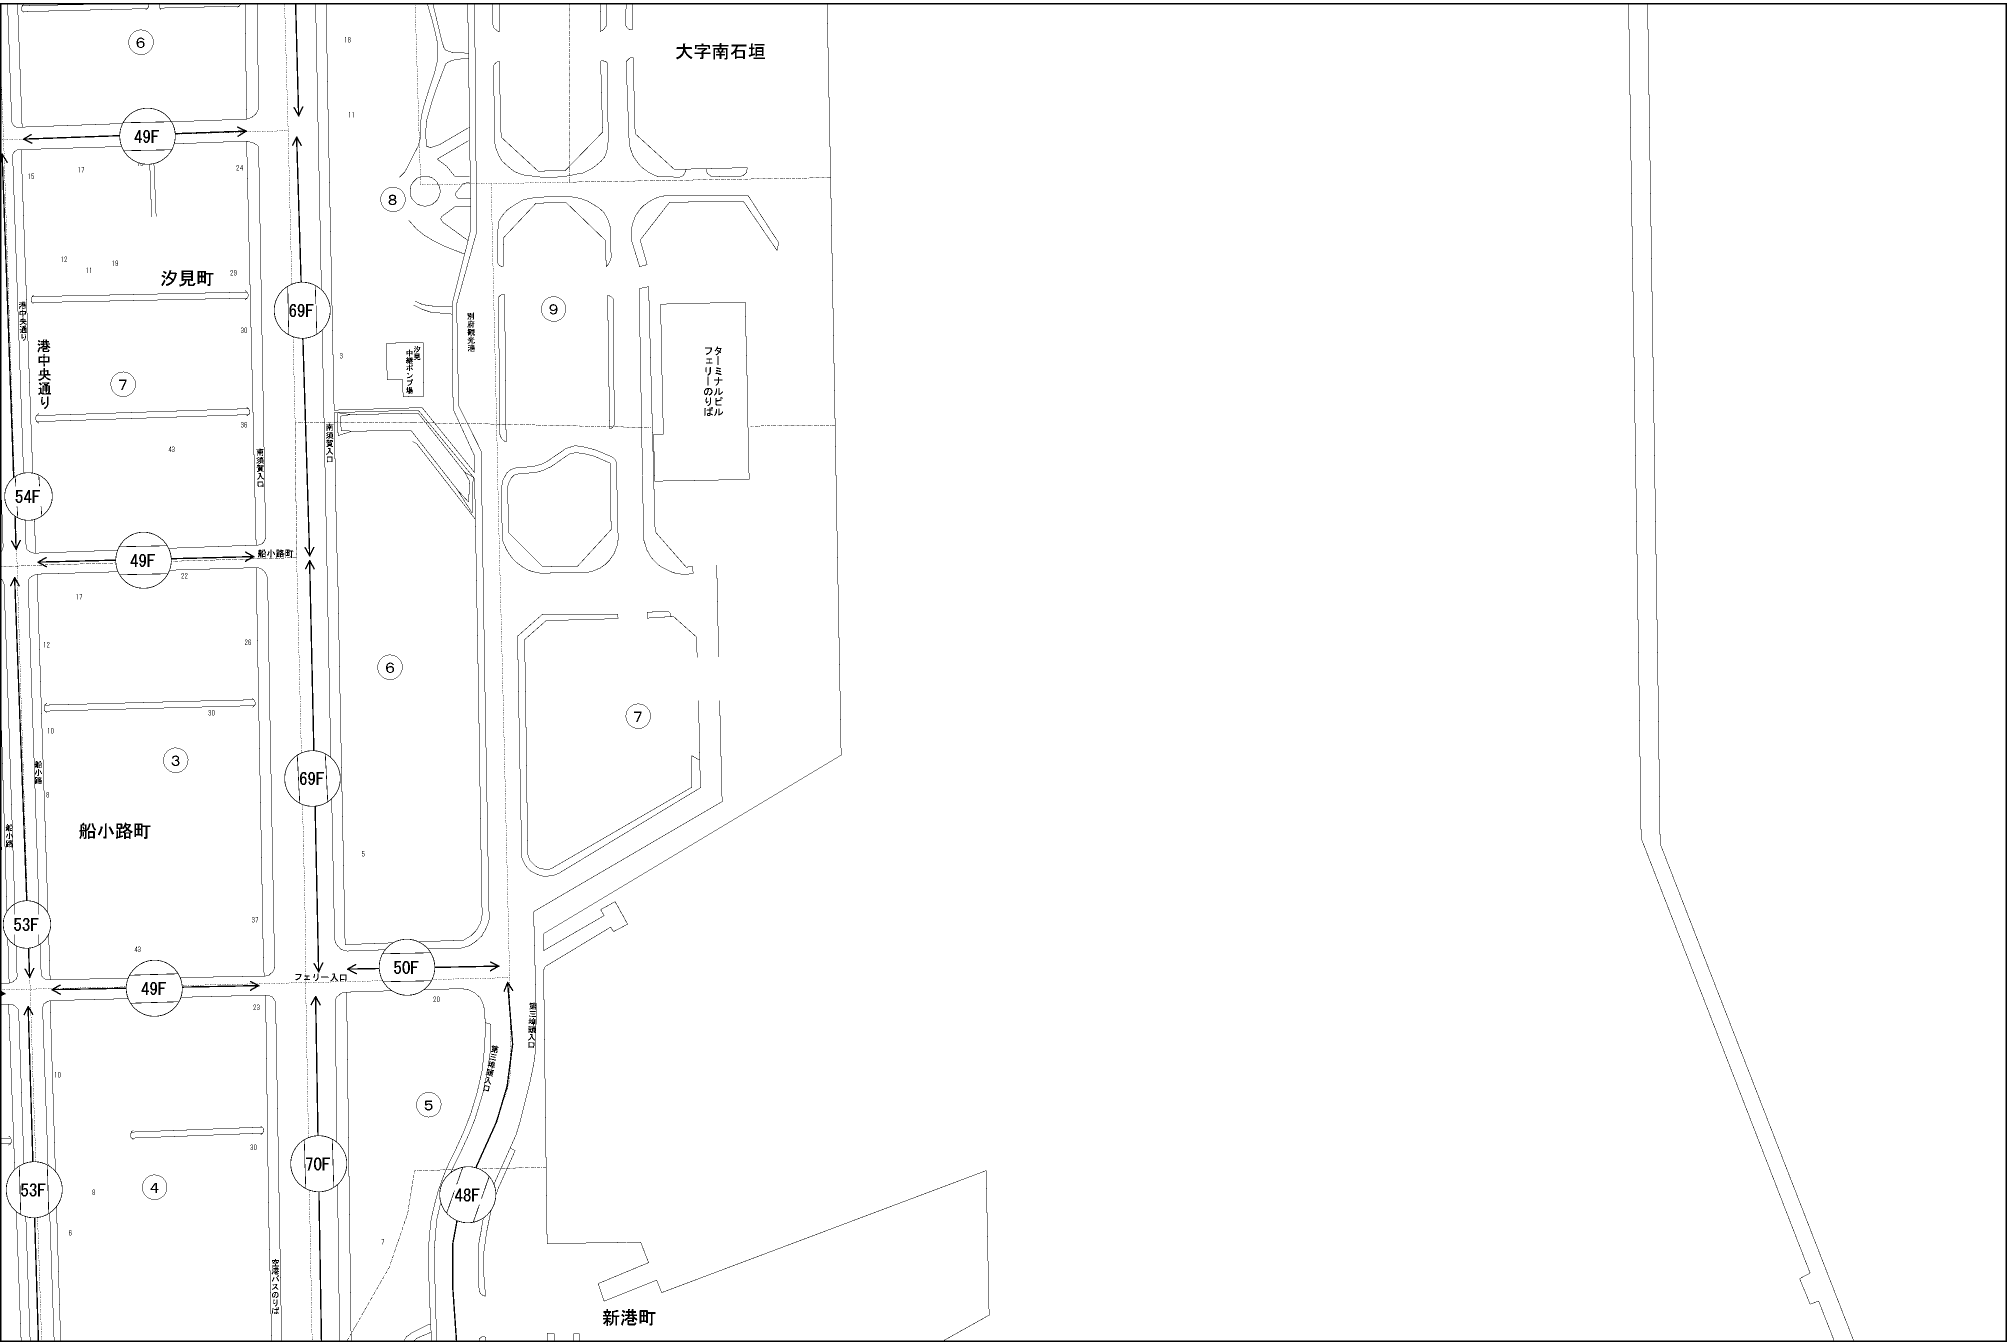 ⑥
18
大字南石垣
11
49F
15
17
24
⑧
12
11
19
29
汐見町
69F
⑨
港中央通り
別府観光港
30
港中央通り
⑦
3
汐見
中継ポンプ場
ターミナルビル
フェリーのりば
36
南須賀入口
43
南須賀入口
54F
49F
船小路町
22
17
12
26
⑥
30
⑦
10
③
船小路
69F
8
船小路町
船小路
5
53F
37
43
50F
フェリー入口
49F
20
23
第三埠頭入口
第三埠頭入口
10
⑤
30
70F
53F
④
9
48F
6
7
空港バスのりば
新港町